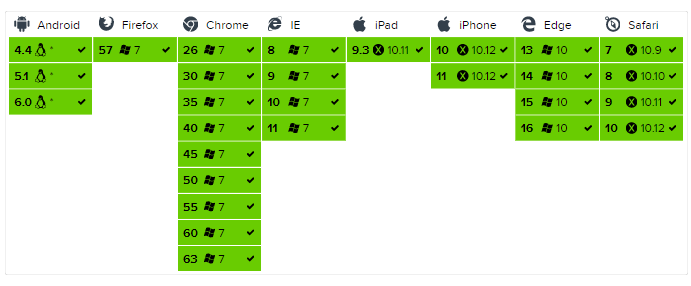 Android Firefox Chrome IE iPad iPhone Edge Safari
4.4 * 57 7 26 7 8 7 9.3 10.11 10 10.12 13 10 7 10.9
5.1 * 30 7 9 7 11 10.12 14 10 8 10.10
6.0 * 35 7 10 7 15 10 9 10.11
40 7 11 7 16 10 10 10.12
45 7
50 7
55 7
60 7
63 7